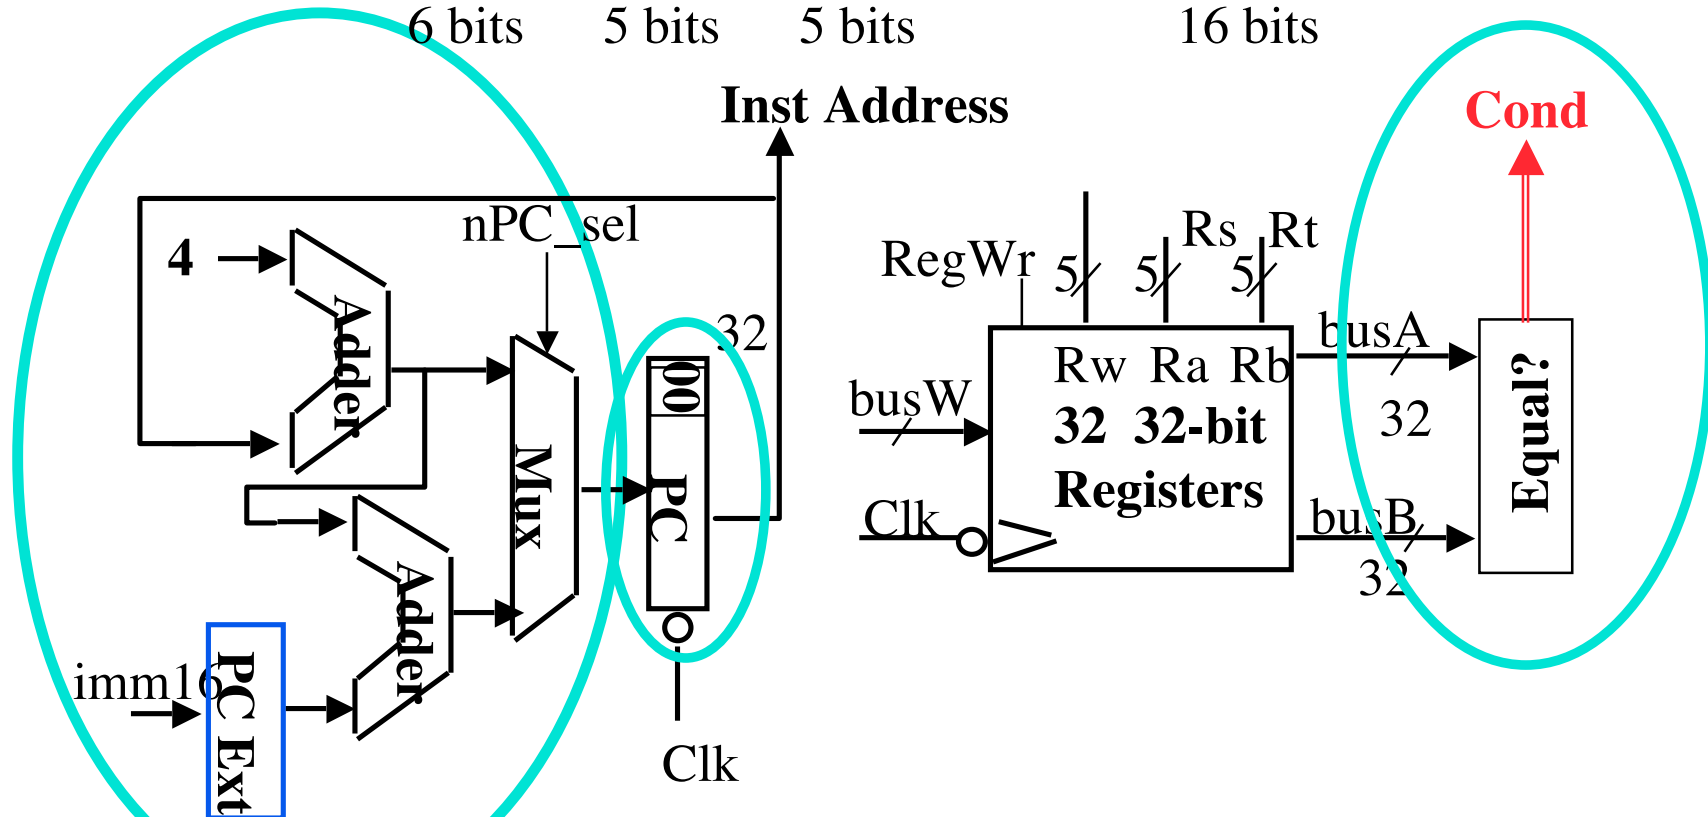 6 bits 5 bits 5 bits 16 bits
Inst Address
Cond
nPC_sel
4
Adder
32
RegWr
5
5
5
Rs
Rt
00
PC
Mux
busW
Rw Ra Rb
32 32-bit
Registers
busA
32
Equal?
Clk
busB
32
Adder
imm16
PC Ext
Clk